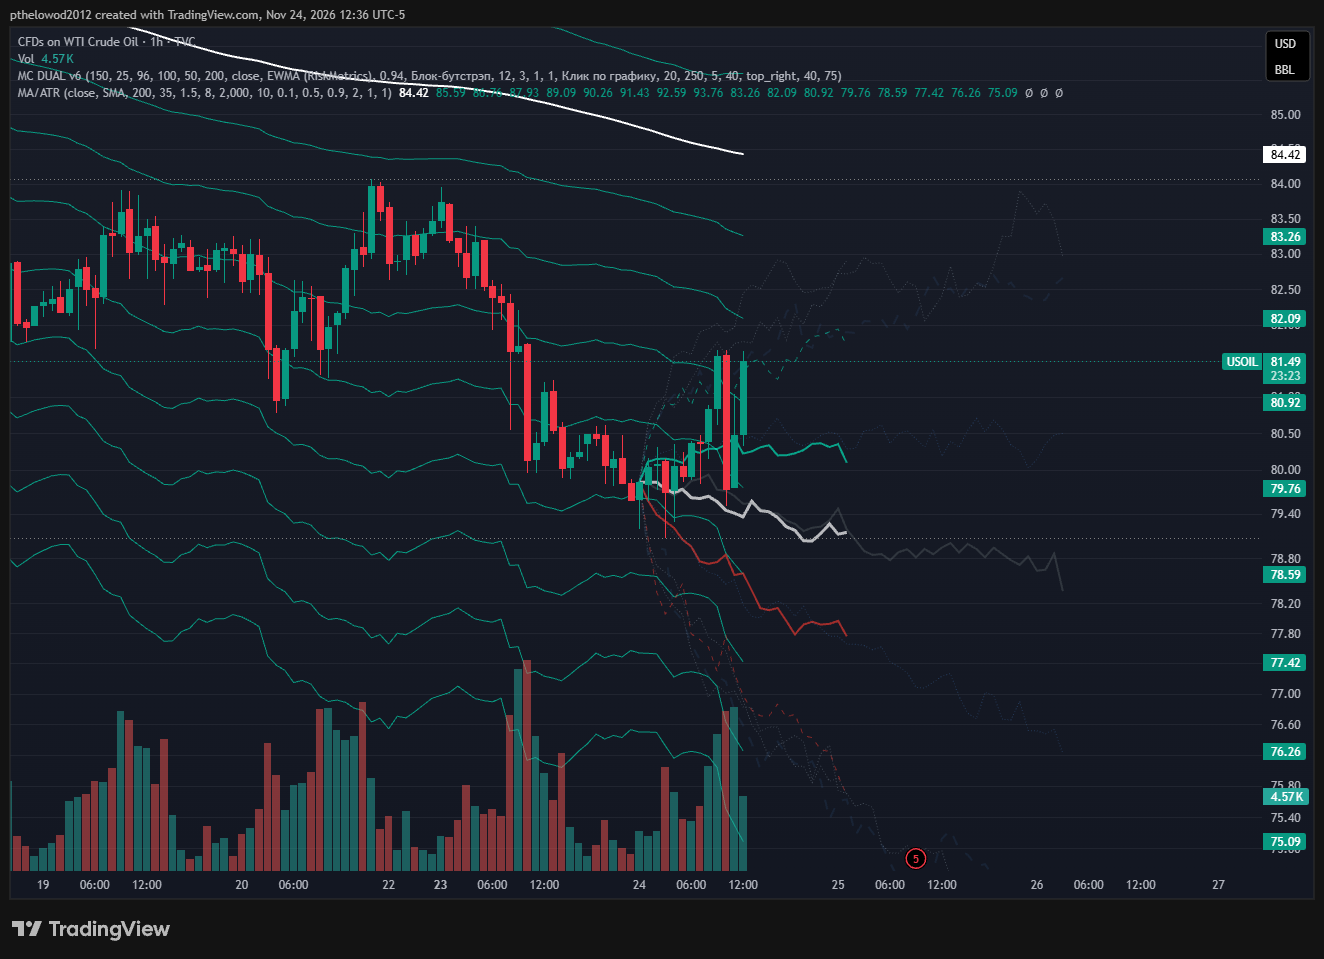 pthelowod2012 created with TradingView.com, Nov 24, 2026 12:36 UTC-5
CFDs on WTI Crude Oil · 1h · TVC
Vol 4.57K
MC DUAL v6 (150, 25, 96, 100, 50, 200, close, EWMA (RiskMetrics), 0.94, Блок-бутстрэп, 12, 3, 1, 1, Клик по графику, 20, 250, 5, 40, top_right, 40, 75)
MA/ATR (close, SMA, 200, 35, 1.5, 8, 2,000, 10, 0.1, 0.5, 0.9, 2, 1, 1) 84.42 85.59 86.76 87.93 89.09 90.26 91.43 92.59 93.76 83.26 82.09 80.92 79.76 78.59 77.42 76.26 75.09 Ø Ø Ø
USD
BBL
85.00
84.42
84.00
83.50
83.26
83.00
82.50
82.09
USOIL 81.49
23:23
80.92
80.50
80.00
79.76
79.40
78.80
78.59
78.20
77.80
77.42
77.00
76.60
76.26
75.80
4.57K
75.40
75.09
5
19 06:00 12:00 20 06:00 22 23 06:00 12:00 24 06:00 12:00 25 06:00 12:00 26 06:00 12:00 27
TradingView